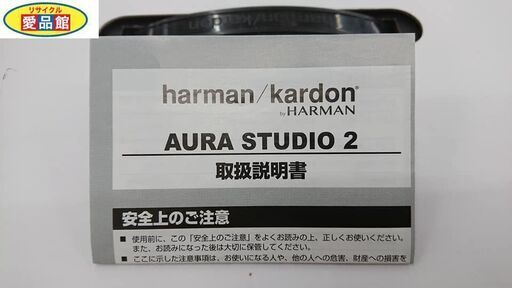 リサイクル
愛品館
harman/kardon®
by HARMAN
AURA STUDIO 2
取扱説明書
安全上のご注意
■ 使用前に、この「安全上のご注意」をよくお読みの上、正しくお使いください。
また、お読みになった後は大切に保管してください。
■ ここに示した注意事項は、お使いになる人や、他の人への危害、財産への損害を